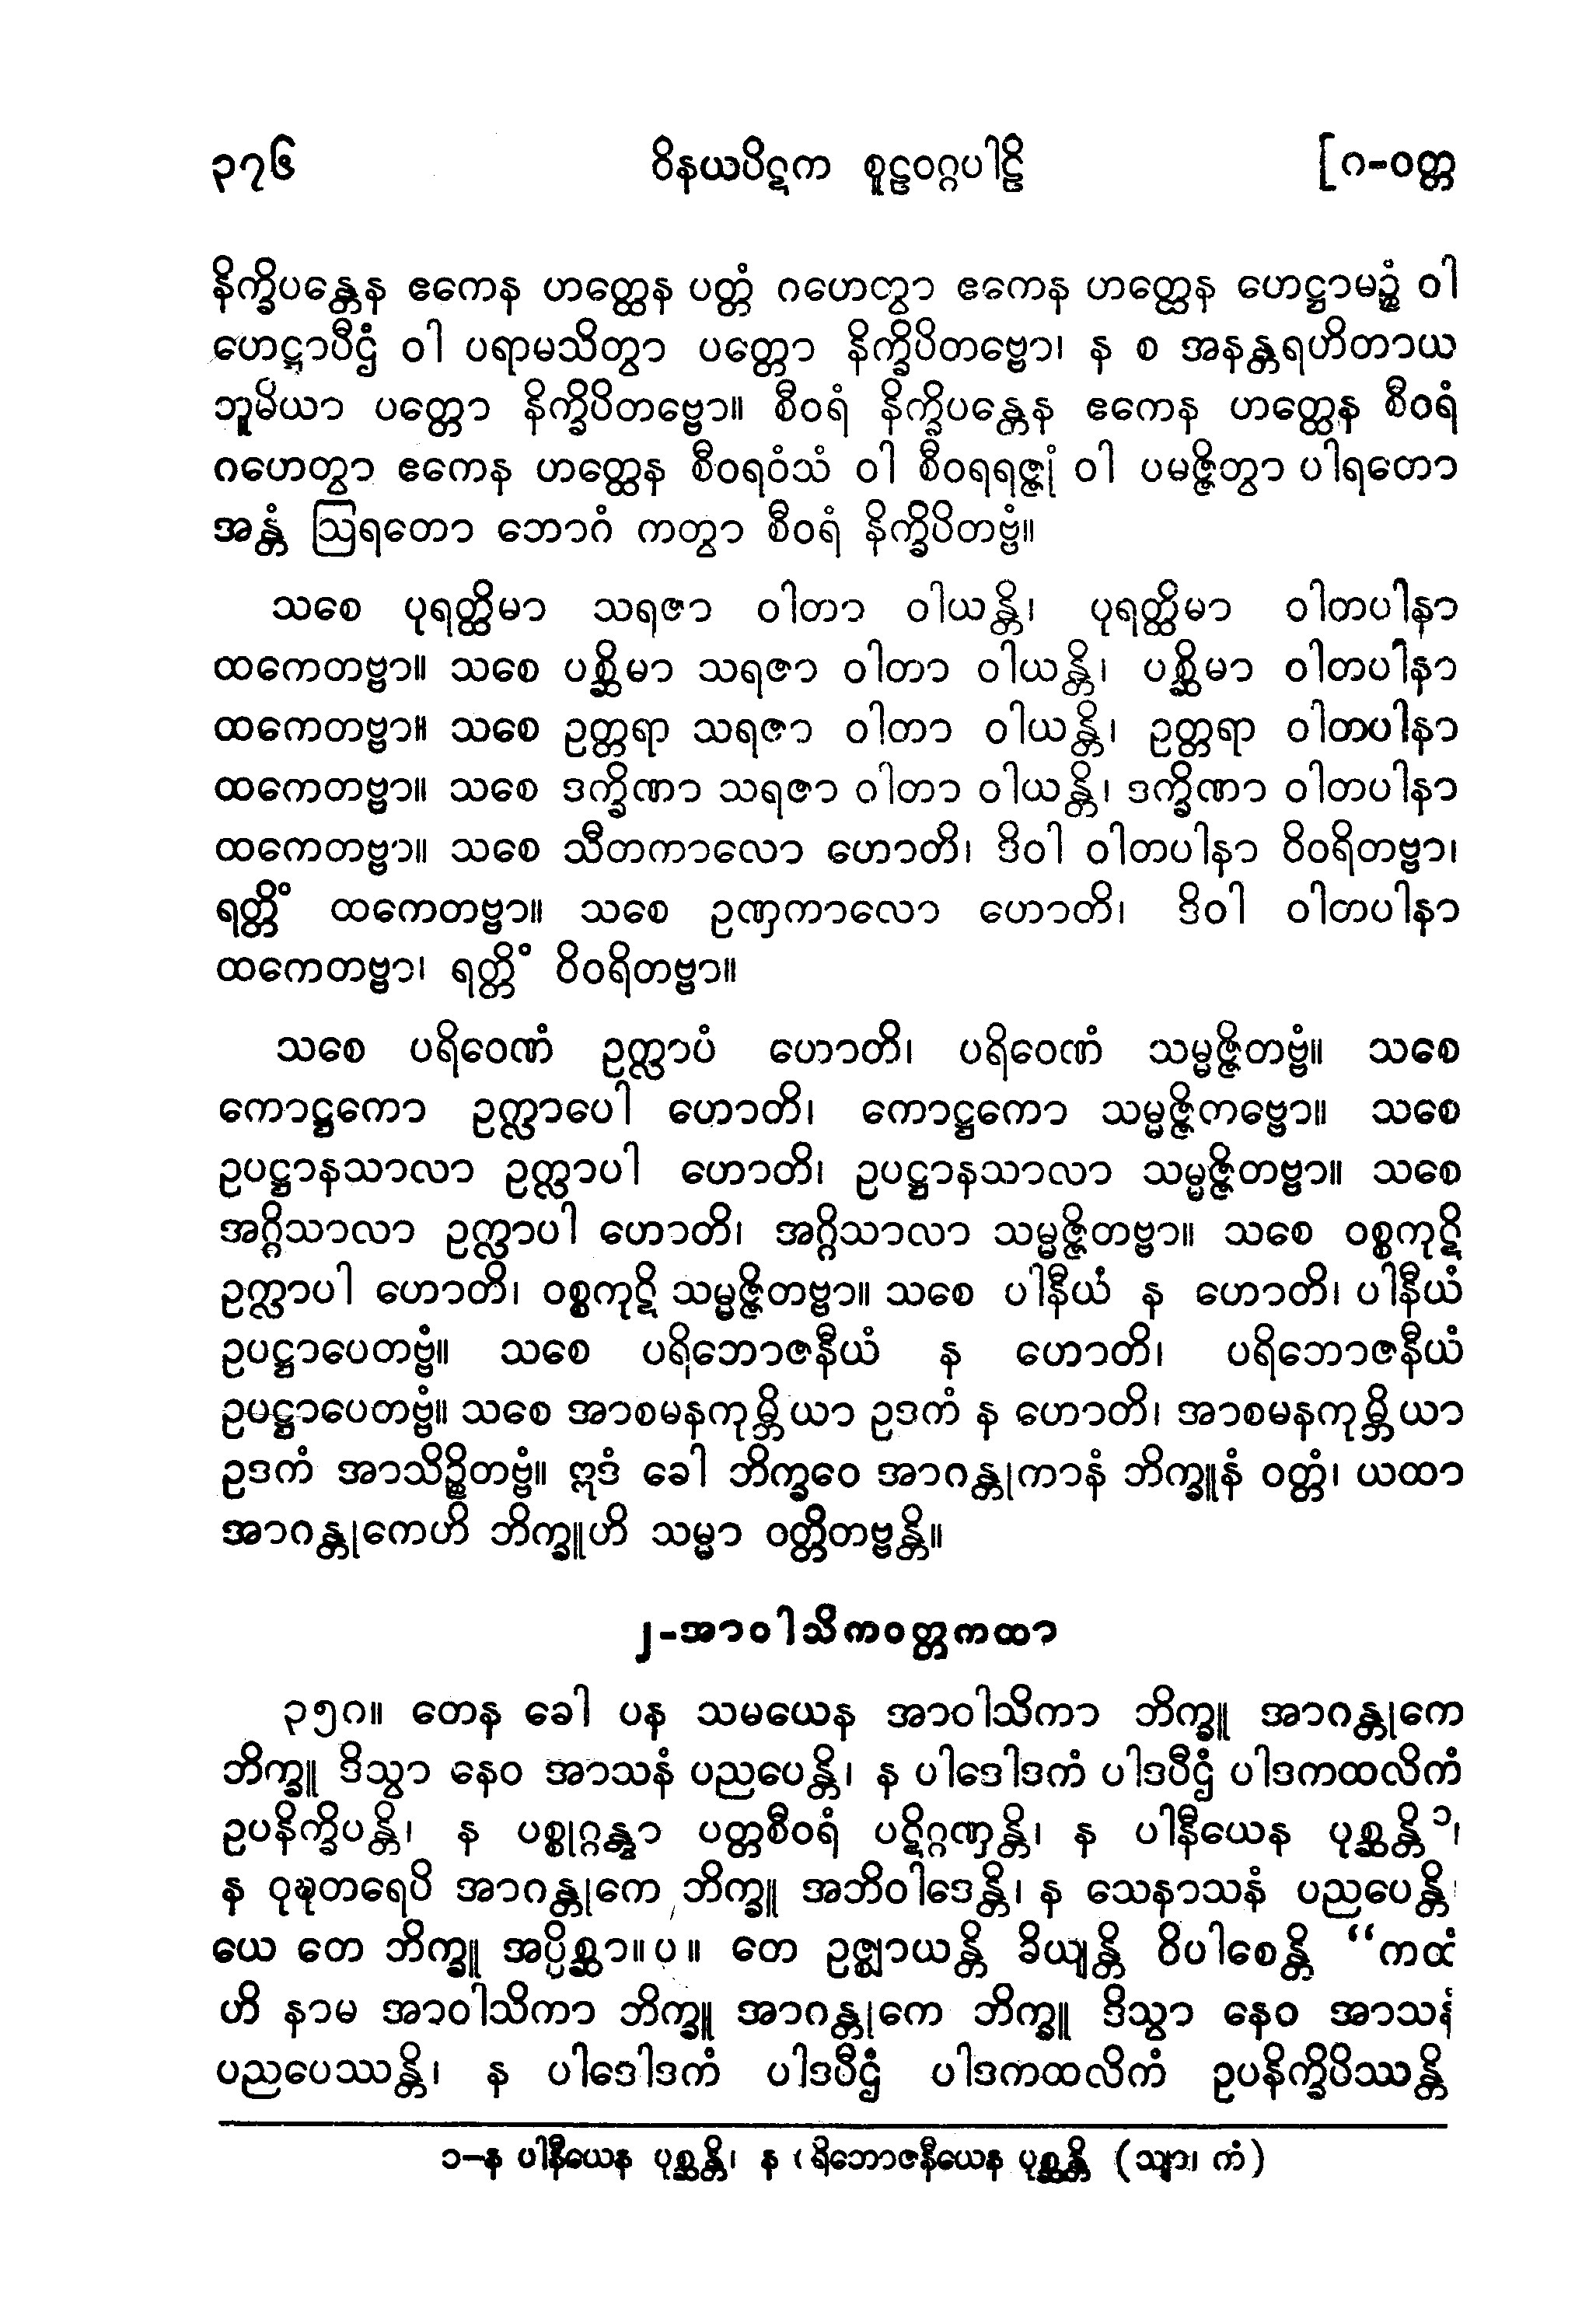 ၃၇၆ ဝိနယပိဋက စူဠဝဂ္ဂပါဠိ [၈-ဝတ္တ
နိက္ခိပန္တေန ဧကေန ဟတ္ထေန ပတ္တံ ဂဟေတွာ ဧကေန ဟတ္ထေန ဟေဋ္ဌာမဉ္စံ ဝါ
ဟေဋ္ဌာပီဌံ ဝါ ပရာမသိတွာ ပတ္တော နိက္ခိပိတဗ္ဗော၊ န စ အနန္တရဟိတာယ
ဘူမိယာ ပတ္တော နိက္ခိပိတဗ္ဗော။ စီဝရံ နိက္ခိပန္တေန ဧကေန ဟတ္ထေန စီဝရံ
ဂဟေတွာ ဧကေန ဟတ္ထေန စီဝရဝံသံ ဝါ စီဝရရဇ္ဇုံ ဝါ ပမဇ္ဇိတွာ ပါရတော
အန္တံ ဩရတော ဘောဂံ ကတွာ စီဝရံ နိက္ခိပိတဗ္ဗံ။
သစေ ပုရတ္ထိမာ သရဇာ ဝါတာ ဝါယန္တိ၊ ပုရတ္ထိမာ ဝါတပါနာ
ထကေတဗ္ဗာ။ သစေ ပစ္ဆိမာ သရဇာ ဝါတာ ဝါယန္တိ၊ ပစ္ဆိမာ ဝါတပါနာ
ထကေတဗ္ဗာ။ သစေ ဥတ္တရာ သရဇာ ဝါတာ ဝါယန္တိ၊ ဥတ္တရာ ဝါတပါနာ
ထကေတဗ္ဗာ။ သစေ ဒက္ခိဏာ သရဇာ ဝါတာ ဝါယန္တိ၊ ဒက္ခိဏာ ဝါတပါနာ
ထကေတဗ္ဗာ။ သစေ သီတကာလော ဟောတိ၊ ဒိဝါ ဝါတပါနာ ဝိဝရိတဗ္ဗာ၊
ရတ္တိံ ထကေတဗ္ဗာ။ သစေ ဥဏှကာလော ဟောတိ၊ ဒိဝါ ဝါတပါနာ
ထကေတဗ္ဗာ၊ ရတ္တိံ ဝိဝရိတဗ္ဗာ။
သစေ ပရိဝေဏံ ဥက္လာပံ ဟောတိ၊ ပရိဝေဏံ သမ္မဇ္ဇိတဗ္ဗံ။ သစေ
ကောဋ္ဌကော ဥက္လာပေါ ဟောတိ၊ ကောဋ္ဌကော သမ္မဇ္ဇိတဗ္ဗော။ သစေ
ဥပဋ္ဌာနသာလာ ဥက္လာပါ ဟောတိ၊ ဥပဋ္ဌာနသာလာ သမ္မဇ္ဇိတဗ္ဗာ။ သစေ
အဂ္ဂိသာလာ ဥက္လာပါ ဟောတိ၊ အဂ္ဂိသာလာ သမ္မဇ္ဇိတဗ္ဗာ။ သစေ ဝစ္စကုဋိ
ဥက္လာပါ ဟောတိ၊ ဝစ္စကုဋိ သမ္မဇ္ဇိတဗ္ဗာ။ သစေ ပါနီယံ န ဟောတိ၊ ပါနီယံ
ဥပဋ္ဌာပေတဗ္ဗံ။ သစေ ပရိဘောဇနီယံ န ဟောတိ၊ ပရိဘောဇနီယံ
ဥပဋ္ဌာပေတဗ္ဗံ။ သစေ အာစမနကုမ္ဘိယာ ဥဒကံ န ဟောတိ၊ အာစမနကုမ္ဘိယာ
ဥဒကံ အာသိဉ္စိတဗ္ဗံ။ ဣဒံ ခေါ ဘိက္ခဝေ အာဂန္တုကာနံ ဘိက္ခူနံ ဝတ္တံ၊ ယထာ
အာဂန္တုကေဟိ ဘိက္ခူဟိ သမ္မာ ဝတ္တိတဗ္ဗန္တိ။
၂-အာဝါသိကဝတ္တကထာ
၃၅၈။ တေန ခေါ ပန သမယေန အာဝါသိကာ ဘိက္ခူ အာဂန္တုကေ
ဘိက္ခူ ဒိသွာ နေဝ အာသနံ ပညပေန္တိ၊ န ပါဒေါဒကံ ပါဒပီဌံ ပါဒကထလိကံ
ဥပနိက္ခိပန္တိ၊ န ပစ္စုဂ္ဂန္တွာ ပတ္တစီဝရံ ပဋိဂ္ဂဏှန္တိ၊ န ပါနီယေန ပုစ္ဆန္တိ ၁၊
န ဝုဍ္ဎတရေပိ အာဂန္တုကေ ဘိက္ခူ အဘိဝါဒေန္တိ၊ န သေနာသနံ ပညပေန္တိ၊
ယေ တေ ဘိက္ခူ အပ္ပိစ္ဆာ။ပ။ တေ ဥဇ္ဈာယန္တိ ခိယျန္တိ ဝိပါစေန္တိ “ကထံ
ဟိ နာမ အာဝါသိကာ ဘိက္ခူ အာဂန္တုကေ ဘိက္ခူ ဒိသွာ နေဝ အာသနံ
ပညပေဿန္တိ၊ န ပါဒေါဒကံ ပါဒပီဌံ ပါဒကထလိကံ ဥပနိက္ခိပိဿန္တိ
၁-န ပါနီယေန ပုစ္ဆန္တိ၊ န ပရိဘောဇနီယေန ပုစ္ဆန္တိ (သျာ၊ ကံ)